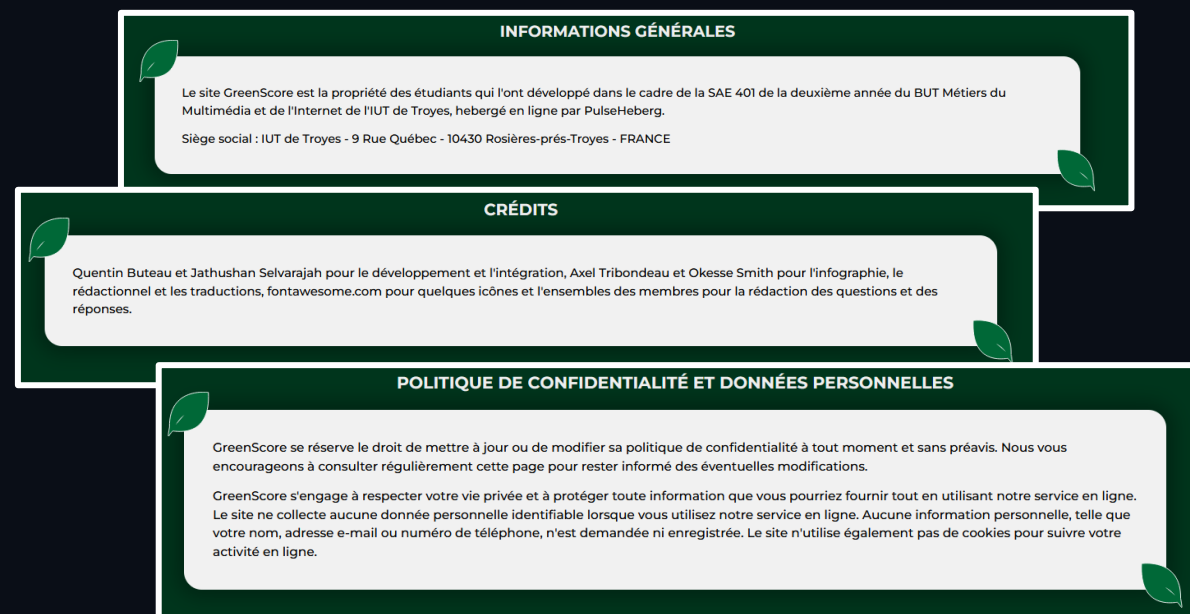 INFORMATIONS GÉNÉRALES
Le site GreenScore est la propriété des étudiants qui l'ont développé dans le cadre de la SAE 401 de la deuxième année du BUT Métiers du
Multimédia et de l'Internet de l'IUT de Troyes, hebergé en ligne par PulseHeberg.
Siège social : IUT de Troyes - 9 Rue Québec - 10430 Rosières-prés-Troyes - FRANCE
CRÉDITS
Quentin Buteau et Jathushan Selvarajah pour le développement et l'intégration, Axel Tribondeau et Okesse Smith pour l'infographie, le
rédactionnel et les traductions, fontawesome.com pour quelques icônes et l'ensembles des membres pour la rédaction des questions et des
réponses.
POLITIQUE DE CONFIDENTIALITÉ ET DONNÉES PERSONNELLES
GreenScore se réserve le droit de mettre à jour ou de modifier sa politique de confidentialité à tout moment et sans préavis. Nous vous
encourageons à consulter régulièrement cette page pour rester informé des éventuelles modifications.
GreenScore s'engage à respecter votre vie privée et à protéger toute information que vous pourriez fournir tout en utilisant notre service en ligne.
Le site ne collecte aucune donnée personnelle identifiable lorsque vous utilisez notre service en ligne. Aucune information personnelle, telle que
votre nom, adresse e-mail ou numéro de téléphone, n'est demandée ni enregistrée. Le site n'utilise également pas de cookies pour suivre votre
activité en ligne.